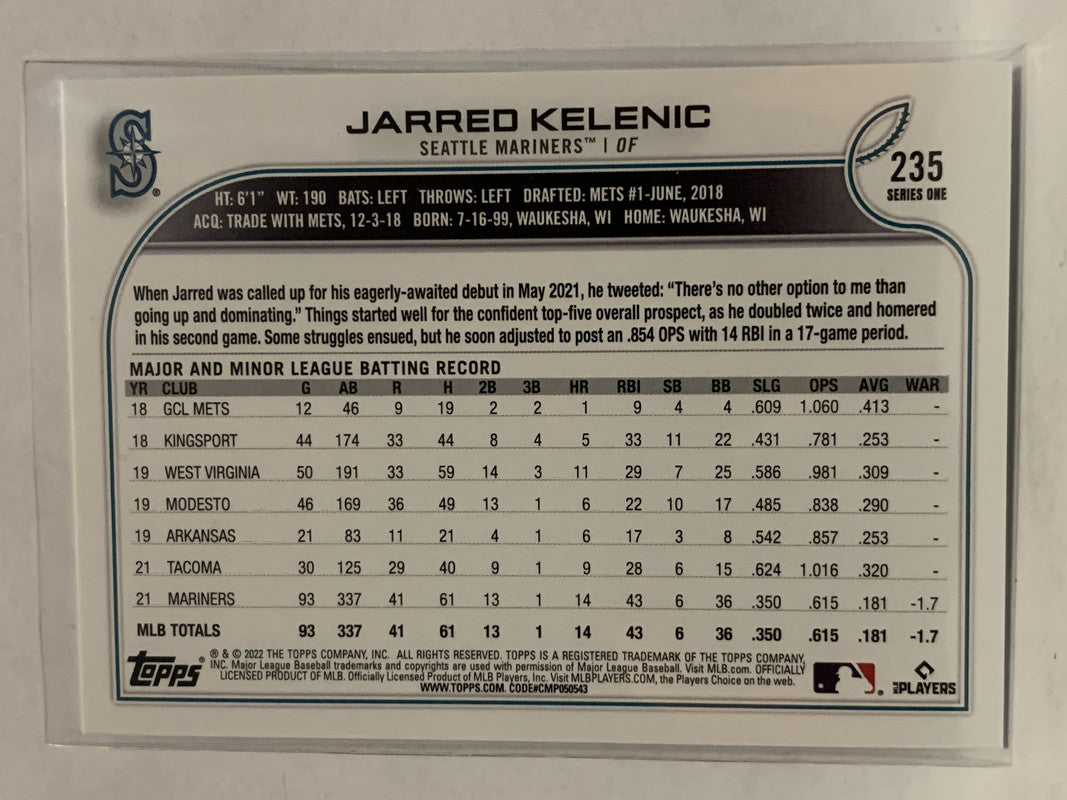 S ®
JARRED KELENIC
SEATTLE MARINERS™ | OF
235
SERIES ONE
HT: 6'1" WT: 190 BATS: LEFT THROWS: LEFT DRAFTED: METS #1-JUNE, 2018
ACQ: TRADE WITH METS, 12-3-18 BORN: 7-16-99, WAUKESHA, WI HOME: WAUKESHA, WI
When Jarred was called up for his eagerly-awaited debut in May 2021, he tweeted: “There's no other option to me than
going up and dominating.” Things started well for the confident top-five overall prospect, as he doubled twice and homered
in his second game. Some struggles ensued, but he soon adjusted to post an .854 OPS with 14 RBI in a 17-game period.
MAJOR AND MINOR LEAGUE BATTING RECORD
YR CLUB G AB R H 2B 3B HR RBI SB BB SLG OPS AVG WAR
18 GCL METS 12 46 9 19 2 2 1 9 4 4 .609 1.060 .413 -
18 KINGSPORT 44 174 33 44 8 4 5 33 11 22 .431 .781 .253 -
19 WEST VIRGINIA 50 191 33 59 14 3 11 29 7 25 .586 .981 .309 -
19 MODESTO 46 169 36 49 13 1 6 22 10 17 .485 .838 .290 -
19 ARKANSAS 21 83 11 21 4 1 6 17 3 8 .542 .857 .253 -
21 TACOMA 30 125 29 40 9 1 9 28 6 15 .624 1.016 .320 -
21 MARINERS 93 337 41 61 13 1 14 43 6 36 .350 .615 .181 -1.7
MLB TOTALS 93 337 41 61 13 1 14 43 6 36 .350 .615 .181 -1.7
topps®
® & © 2022 THE TOPPS COMPANY, INC. ALL RIGHTS RESERVED. TOPPS IS A REGISTERED TRADEMARK OF THE TOPPS COMPANY,
INC. Major League Baseball trademarks and copyrights are used with permission of Major League Baseball. Visit MLB.com. OFFICIALLY
LICENSED PRODUCT OF MLB. Officially Licensed Product of MLB Players, Inc. Visit MLBPLAYERS.COM, the Players Choice on the web.
WWW.TOPPS.COM. CODE#CMP050543
MLB PLAYERS